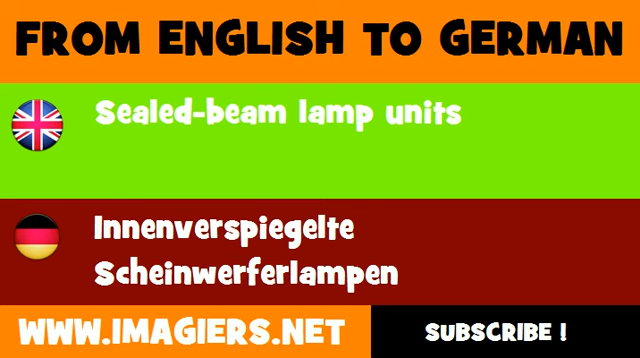 FROM ENGLISH TO GERMAN
Sealed-beam lamp units
Innenverspiegelte
Scheinwerferlampen
WWW.IMAGIERS.NET
SUBSCRIBE !